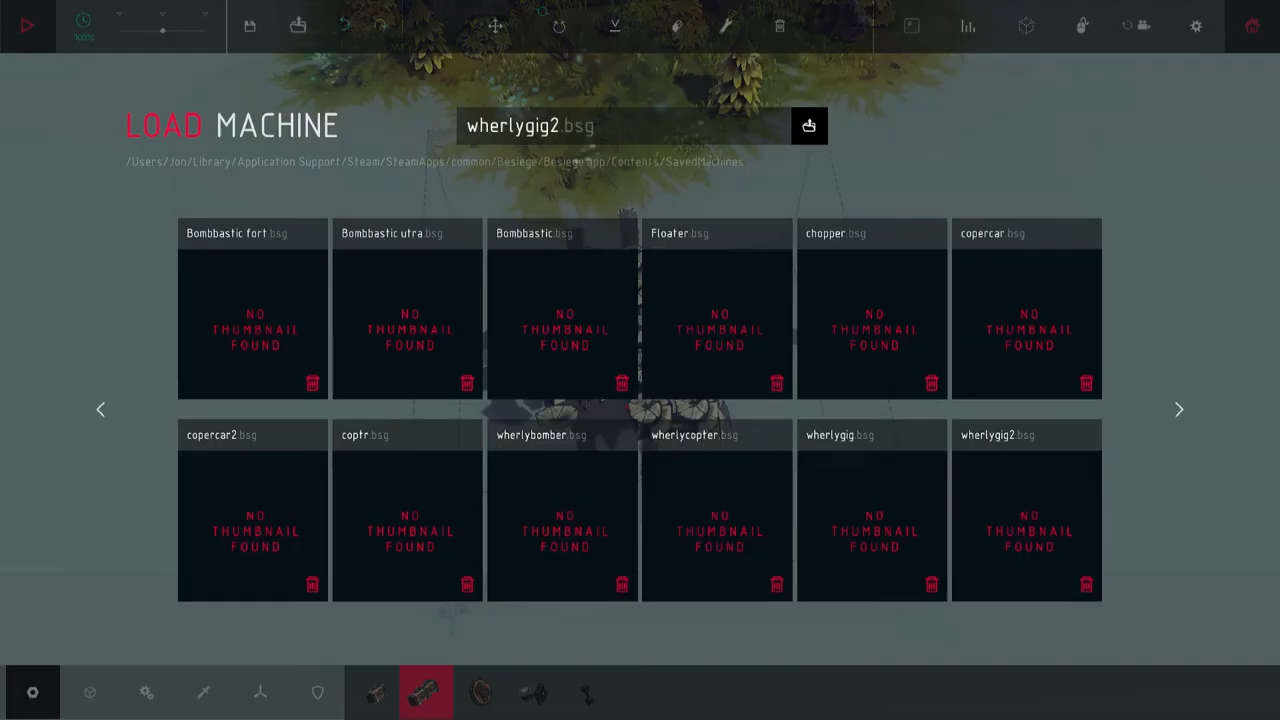 100%
LOAD MACHINE
wherlygig2.bsg
/Users/Jon/Library/Application Support/Steam/SteamApps/common/Besiege/Besiege.app/Contents/SavedMachines
Bombbastic fort.bsg
Bombbastic utra.bsg
Bombbastic.bsg
Floater.bsg
chopper.bsg
copercar.bsg
NO
THUMBNAIL
FOUND
NO
THUMBNAIL
FOUND
NO
THUMBNAIL
FOUND
NO
THUMBNAIL
FOUND
NO
THUMBNAIL
FOUND
NO
THUMBNAIL
FOUND
copercar2.bsg
coptr.bsg
wherlybomber.bsg
wherlycopter.bsg
wherlygig.bsg
wherlygig2.bsg
NO
THUMBNAIL
FOUND
NO
THUMBNAIL
FOUND
NO
THUMBNAIL
FOUND
NO
THUMBNAIL
FOUND
NO
THUMBNAIL
FOUND
NO
THUMBNAIL
FOUND